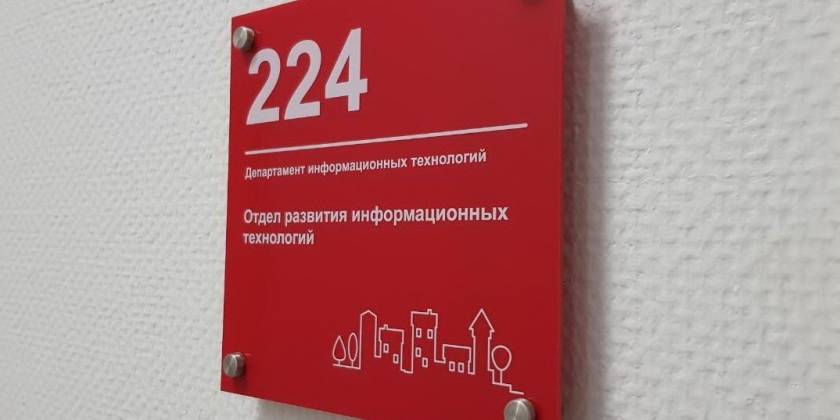 224
Департамент информационных технологий
Отдел развития информационных
технологий